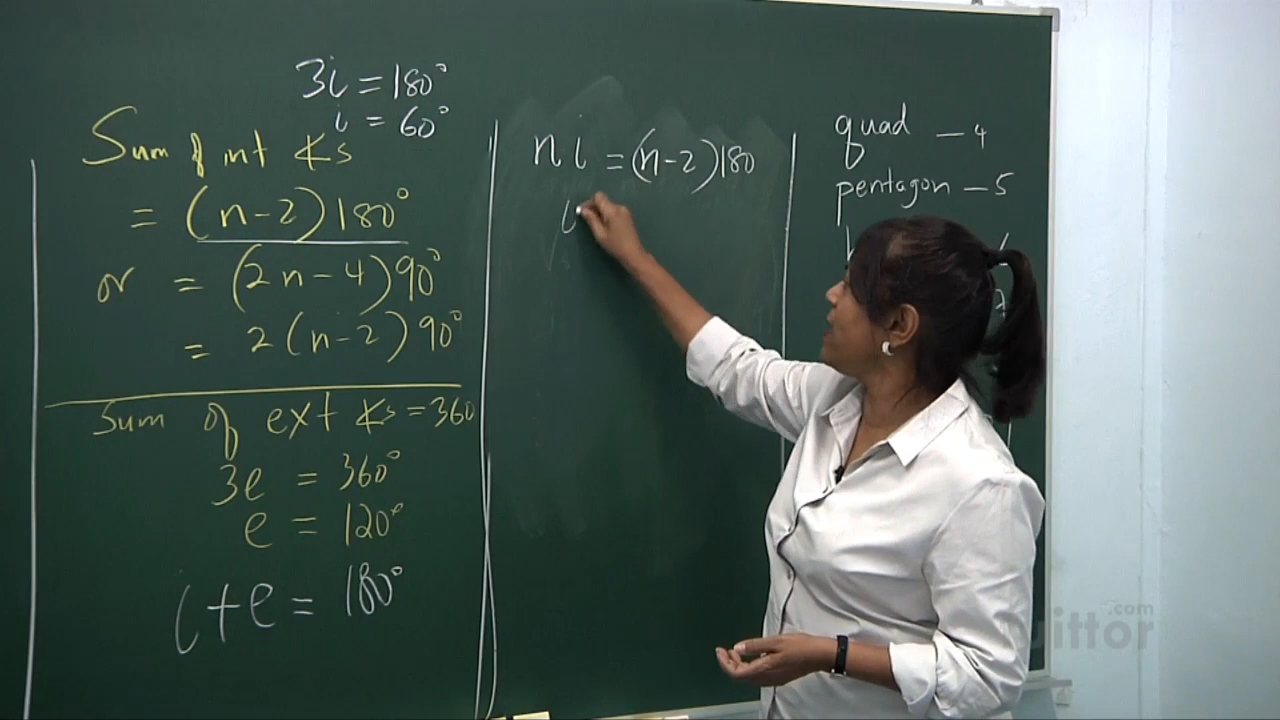 3i = 180°
i = 60°
Sum of int ∠s
= (n-2)180°
or = (2n-4)90°
= 2(n-2)90°
Sum of ext ∠s = 360
3e = 360°
e = 120°
i+e = 180°
n i = (n-2)180
i
quad - 4
pentagon - 5
.com